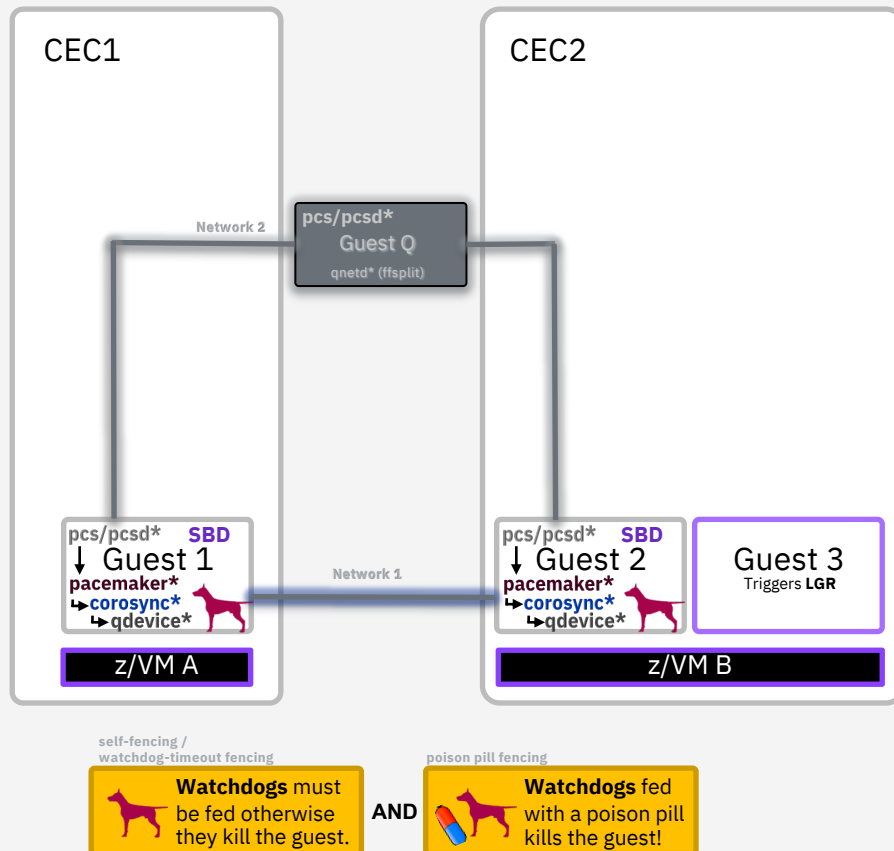 CEC1
CEC2
Network 2
pcs/pcsd*
Guest Q
qnetd* (ffsplit)
pcs/pcsd* SBD
Guest 1
pacemaker*
corosync*
qdevice*
Network 1
pcs/pcsd* SBD
Guest 2
pacemaker*
corosync*
qdevice*
Guest 3
Triggers LGR
z/VM A
z/VM B
self-fencing /
watchdog-timeout fencing
Watchdogs must
be fed otherwise
they kill the guest.
AND
poison pill fencing
Watchdogs fed
with a poison pill
kills the guest!